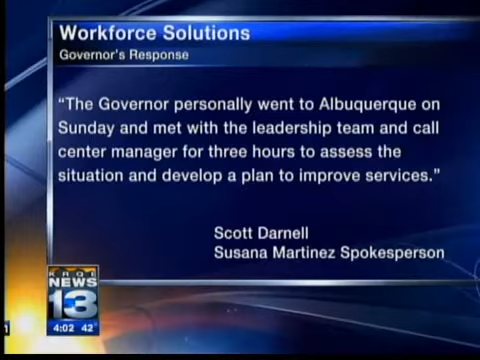 Workforce Solutions
Governor's Response
“The Governor personally went to Albuquerque on
Sunday and met with the leadership team and call
center manager for three hours to assess the
situation and develop a plan to improve services.”
Scott Darnell
Susana Martinez Spokesperson
KRQE
NEWS
13
4:02 42°